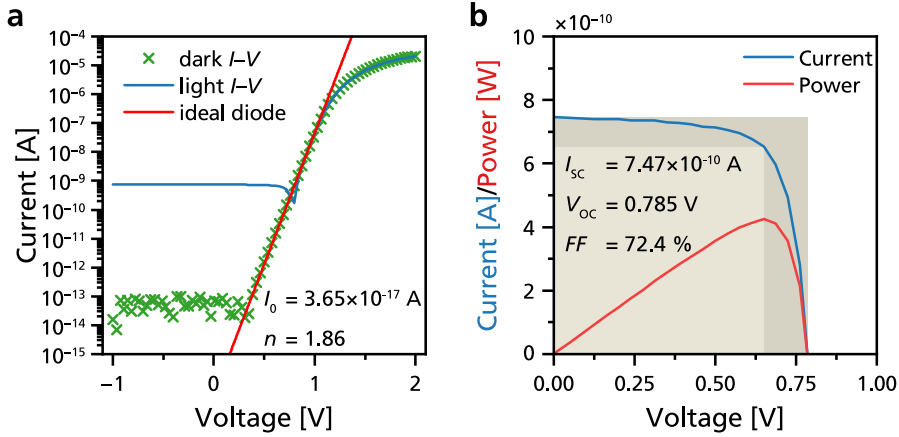 a
Current [A]
10⁻⁴
10⁻⁵
10⁻⁶
10⁻⁷
10⁻⁸
10⁻⁹
10⁻¹⁰
10⁻¹¹
10⁻¹²
10⁻¹³
10⁻¹⁴
10⁻¹⁵
dark I–V
light I–V
ideal diode
I₀ = 3.65×10⁻¹⁷ A
n = 1.86
−1 0 1 2
Voltage [V]
b
×10⁻¹⁰
Current [A]/Power [W]
10
8
6
4
2
0
Current
Power
I_SC = 7.47×10⁻¹⁰ A
V_OC = 0.785 V
FF = 72.4 %
0.00 0.25 0.50 0.75 1.00
Voltage [V]